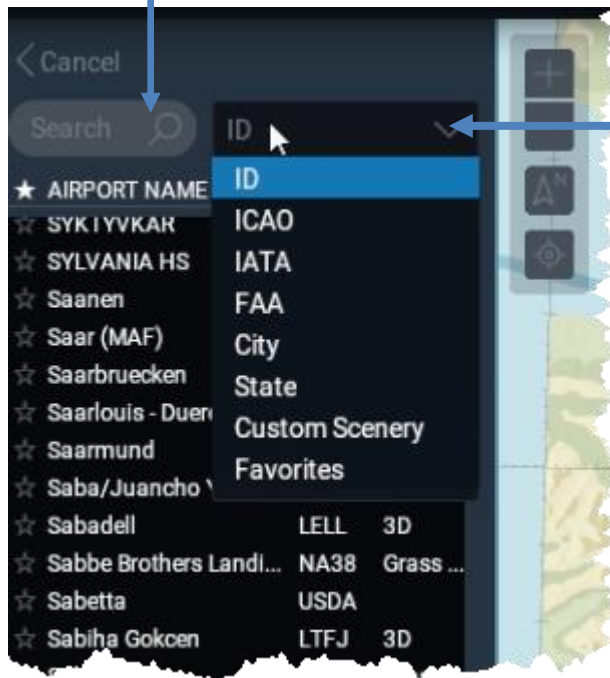 Cancel
Search ID
★ AIRPORT NAME ID
☆ SYKTYVKAR ICAO
☆ SYLVANIA HS IATA
☆ Saanen FAA
☆ Saar (MAF) City
☆ Saarbruecken State
☆ Saarlouis - Duer Custom Scenery
☆ Saarmund Favorites
☆ Saba/Juancho
☆ Sabadell LELL 3D
☆ Sabbe Brothers Landi... NA38 Grass ...
☆ Sabetta USDA
☆ Sabiha Gokcen LTFJ 3D